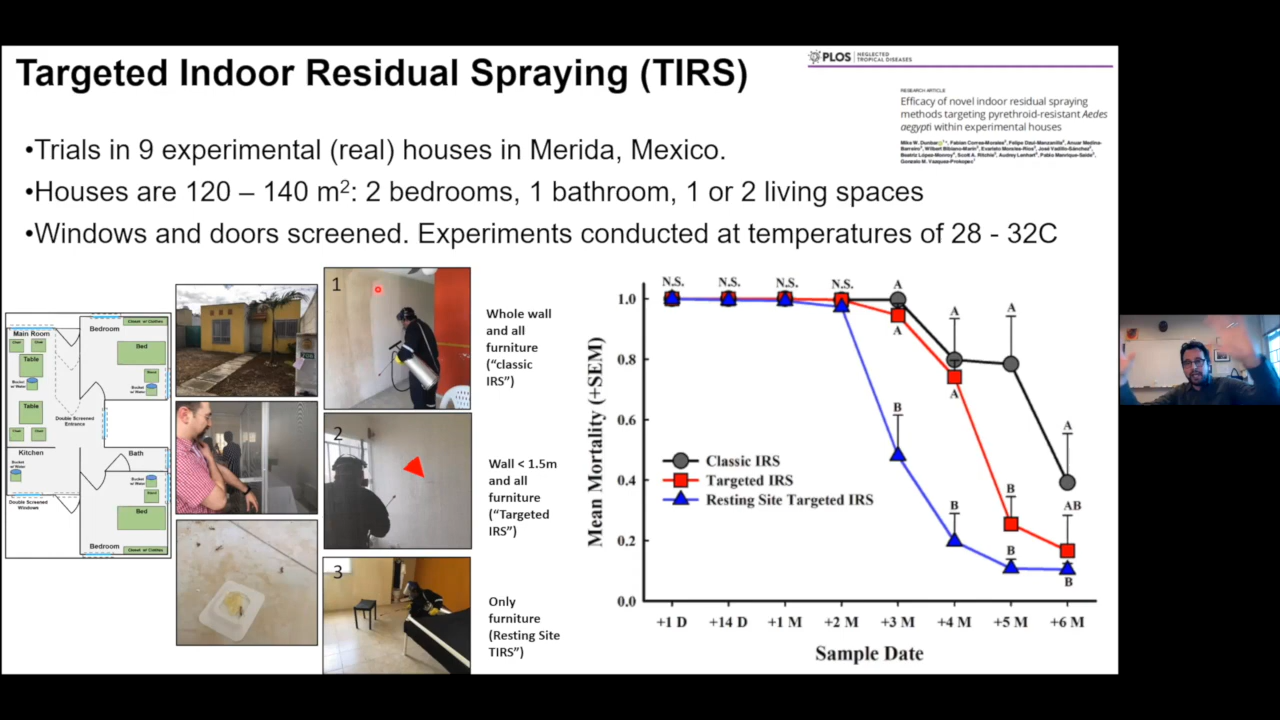 Targeted Indoor Residual Spraying (TIRS)
PLOS NEGLECTED
TROPICAL DISEASES
RESEARCH ARTICLE
Efficacy of novel indoor residual spraying
methods targeting pyrethroid-resistant Aedes
aegypti within experimental houses
•Trials in 9 experimental (real) houses in Merida, Mexico.
•Houses are 120 – 140 m2: 2 bedrooms, 1 bathroom, 1 or 2 living spaces
•Windows and doors screened. Experiments conducted at temperatures of 28 - 32C
Main Room
Bedroom
Closet w/ Clothes
Bed
Table
Bucket
w/ Water
Table
Double Screened
Entrance
Kitchen
Bath
Bucket
w/ Water
Double Screened
Windows
Bed
Bedroom
Closet w/ Clothes
1
Whole wall
and all
furniture
("classic
IRS")
2
Wall < 1.5m
and all
furniture
("Targeted
IRS")
3
Only
furniture
(Resting Site
TIRS")
Mean Mortality (+SEM)
1.0
0.8
0.6
0.4
0.2
0.0
N.S.
N.S.
N.S.
N.S.
A
A
B
A
A
B
A
B
B
A
AB
B
Classic IRS
Targeted IRS
Resting Site Targeted IRS
+1 D
+14 D
+1 M
+2 M
+3 M
+4 M
+5 M
+6 M
Sample Date